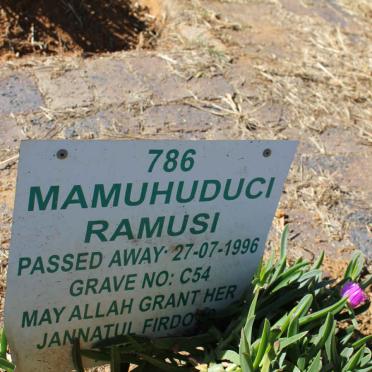 786
MAMUHUDUCI
RAMUSI
PASSED AWAY· 27-07-1996
GRAVE NO: C54
MAY ALLAH GRANT HER
JANNATUL